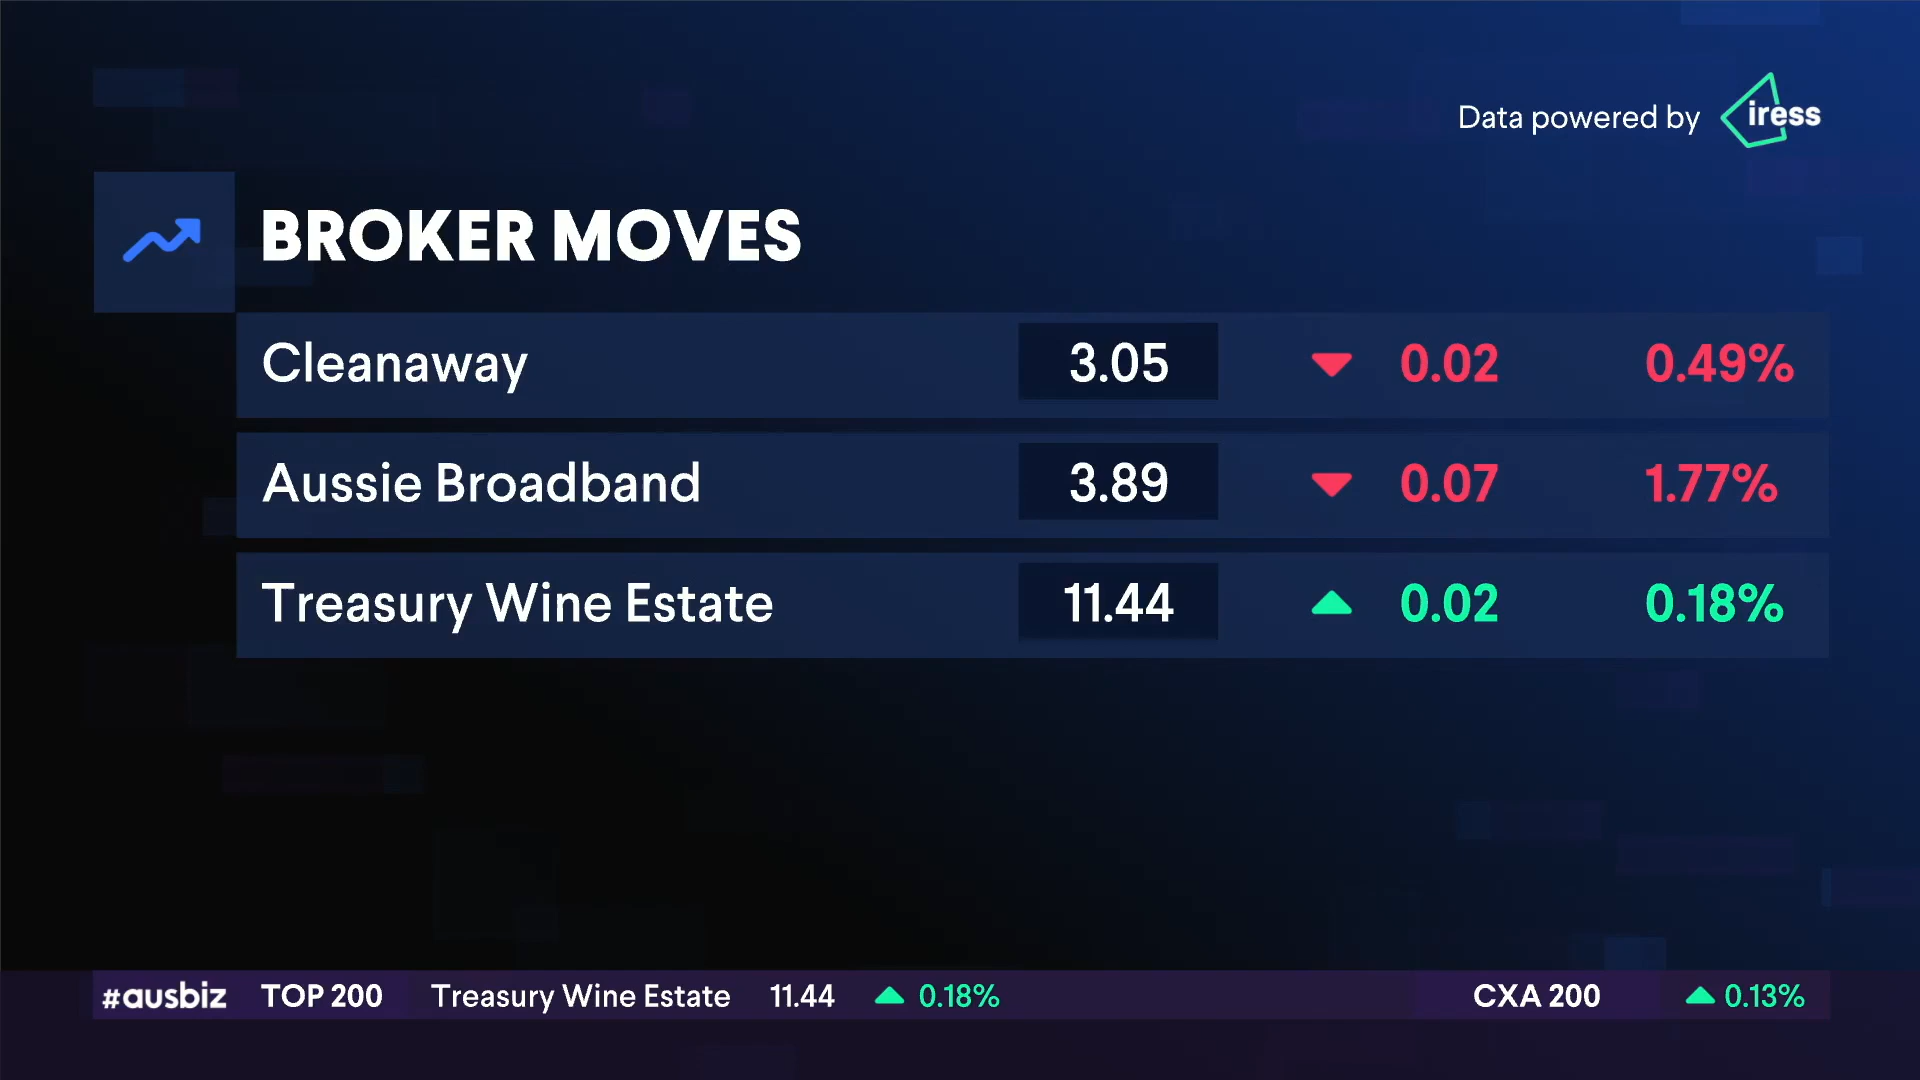 Data powered by iress
BROKER MOVES
Cleanaway 3.05 0.02 0.49%
Aussie Broadband 3.89 0.07 1.77%
Treasury Wine Estate 11.44 0.02 0.18%
#ausbiz TOP 200 Treasury Wine Estate 11.44 0.18% CXA 200 0.13%